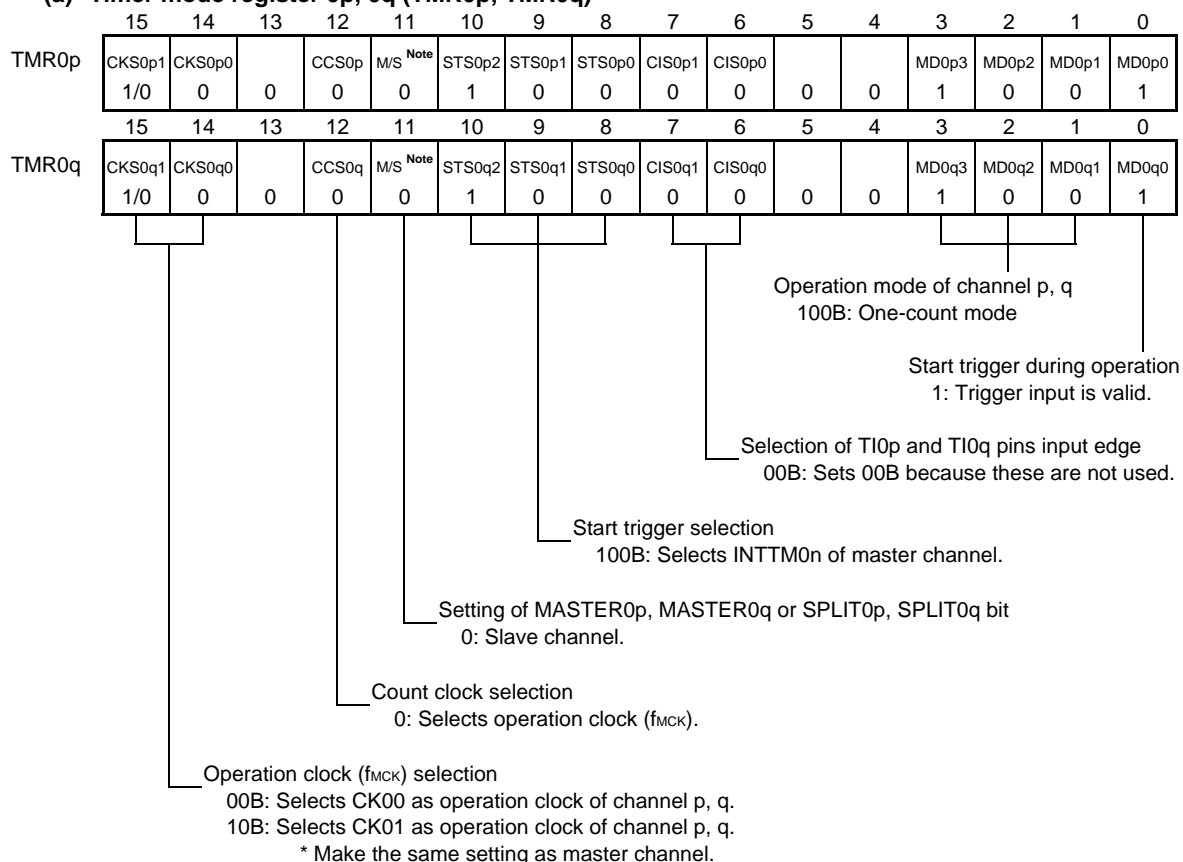 (a) Timer mode register 0p, 0q (TMR0p, TMR0q)
15 14 13 12 11 10 9 8 7 6 5 4 3 2 1 0
TMR0p CKS0p1 CKS0p0 CCS0p M/S Note STS0p2 STS0p1 STS0p0 CIS0p1 CIS0p0 MD0p3 MD0p2 MD0p1 MD0p0
1/0 0 0 0 0 1 0 0 0 0 0 0 1 0 0 1
15 14 13 12 11 10 9 8 7 6 5 4 3 2 1 0
TMR0q CKS0q1 CKS0q0 CCS0q M/S Note STS0q2 STS0q1 STS0q0 CIS0q1 CIS0q0 MD0q3 MD0q2 MD0q1 MD0q0
1/0 0 0 0 0 1 0 0 0 0 0 0 1 0 0 1
Operation mode of channel p, q
100B: One-count mode
Start trigger during operation
1: Trigger input is valid.
Selection of TI0p and TI0q pins input edge
00B: Sets 00B because these are not used.
Start trigger selection
100B: Selects INTTM0n of master channel.
Setting of MASTER0p, MASTER0q or SPLIT0p, SPLIT0q bit
0: Slave channel.
Count clock selection
0: Selects operation clock (fMCK).
Operation clock (fMCK) selection
00B: Selects CK00 as operation clock of channel p, q.
10B: Selects CK01 as operation clock of channel p, q.
* Make the same setting as master channel.